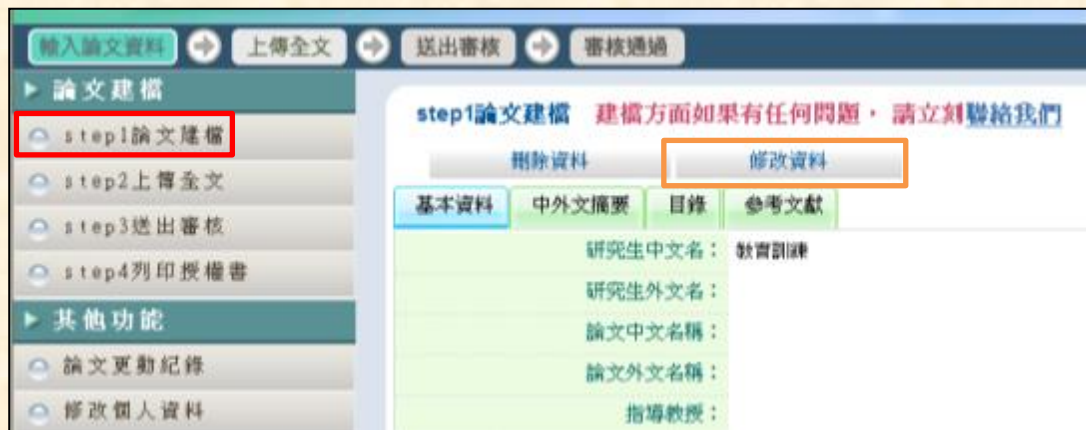 輸入論文資料 上傳全文 送出審核 審核通過
論文建檔
step1論文建檔
step2上傳全文
step3送出審核
step4列印授權書
其他功能
論文更動紀錄
修改個人資料
step1論文建檔 建檔方面如果有任何問題, 請立刻聯絡我們
刪除資料 修改資料
基本資料 中外文摘要 目錄 參考文獻
研究生中文名: 教育訓練
研究生外文名:
論文中文名稱:
論文外文名稱:
指導教授: